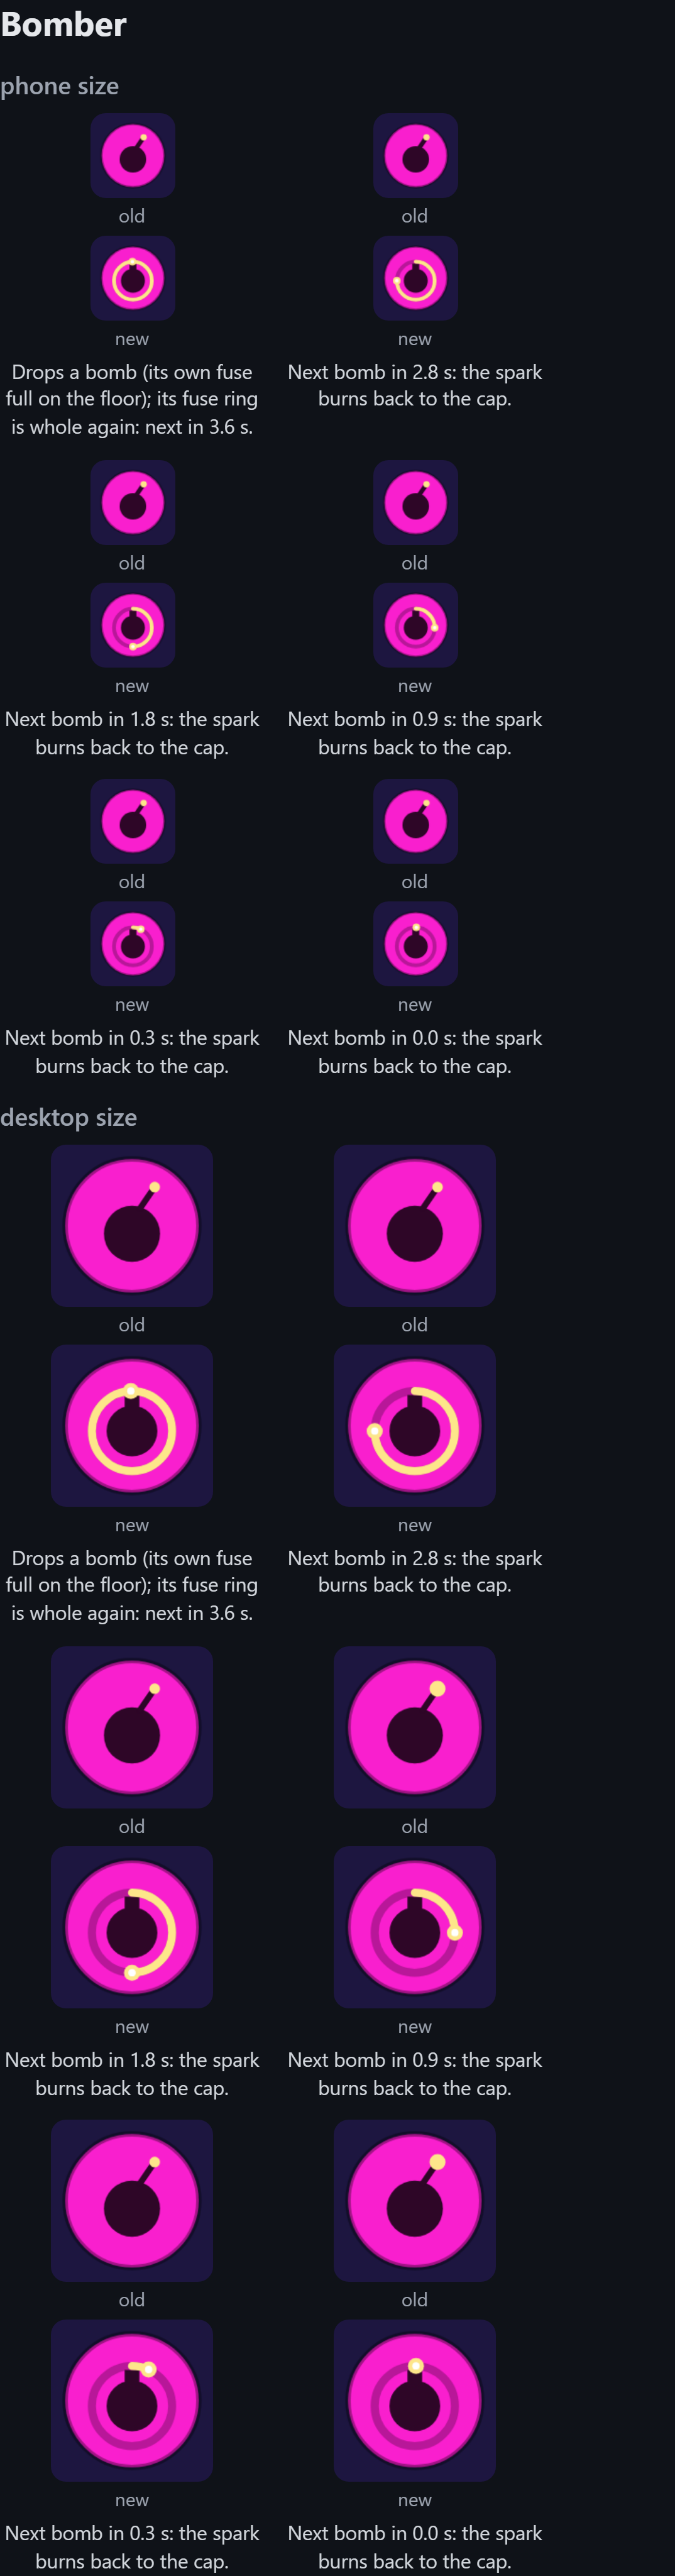 Bomber
phone size
old old
new new
Drops a bomb (its own fuse
full on the floor); its fuse ring
is whole again: next in 3.6 s.
Next bomb in 2.8 s: the spark
burns back to the cap.
old old
new new
Next bomb in 1.8 s: the spark
burns back to the cap.
Next bomb in 0.9 s: the spark
burns back to the cap.
old old
new new
Next bomb in 0.3 s: the spark
burns back to the cap.
Next bomb in 0.0 s: the spark
burns back to the cap.
desktop size
old old
new new
Drops a bomb (its own fuse
full on the floor); its fuse ring
is whole again: next in 3.6 s.
Next bomb in 2.8 s: the spark
burns back to the cap.
old old
new new
Next bomb in 1.8 s: the spark
burns back to the cap.
Next bomb in 0.9 s: the spark
burns back to the cap.
old old
new new
Next bomb in 0.3 s: the spark
burns back to the cap.
Next bomb in 0.0 s: the spark
burns back to the cap.